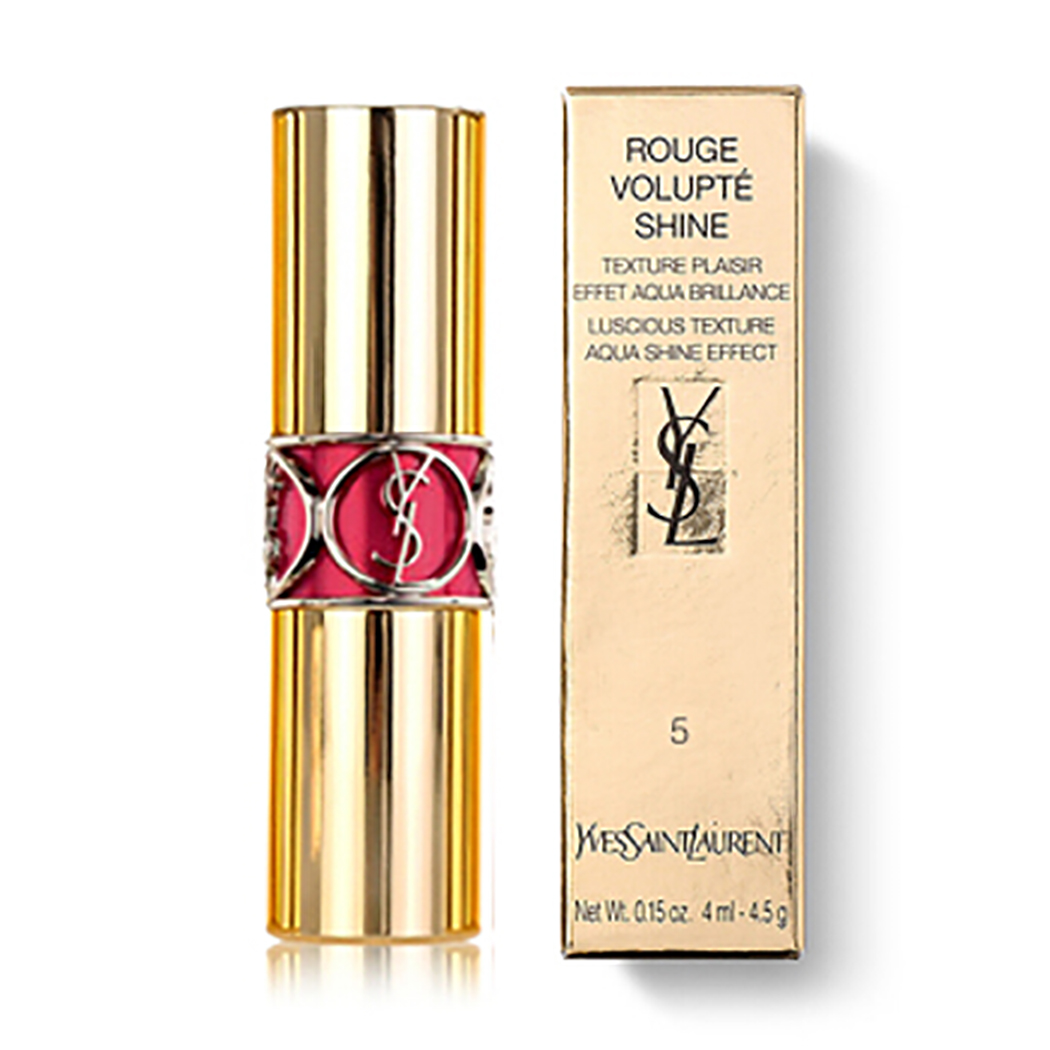 YSL
ROUGE
VOLUPTÉ
SHINE
TEXTURE PLAISIR
EFFET AQUA BRILLANCE
LUSCIOUS TEXTURE
AQUA SHINE EFFECT
YSL
5
YVESSAINTLAURENT
Net Wt. 0.15 oz. 4 ml - 4.5 g